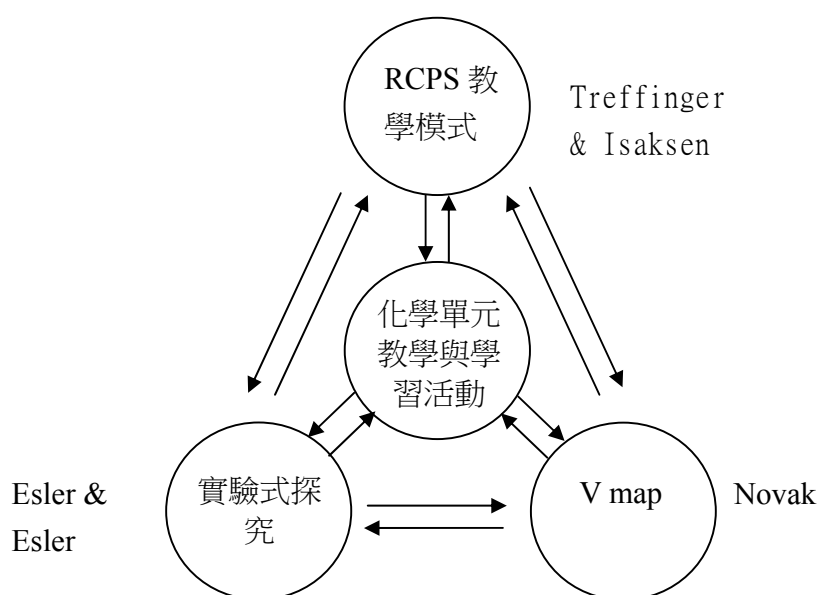 RCPS 教
學模式
Treffinger
& Isaksen
化學單元
教學與學
習活動
Esler &
Esler
實驗式探
究
V map
Novak